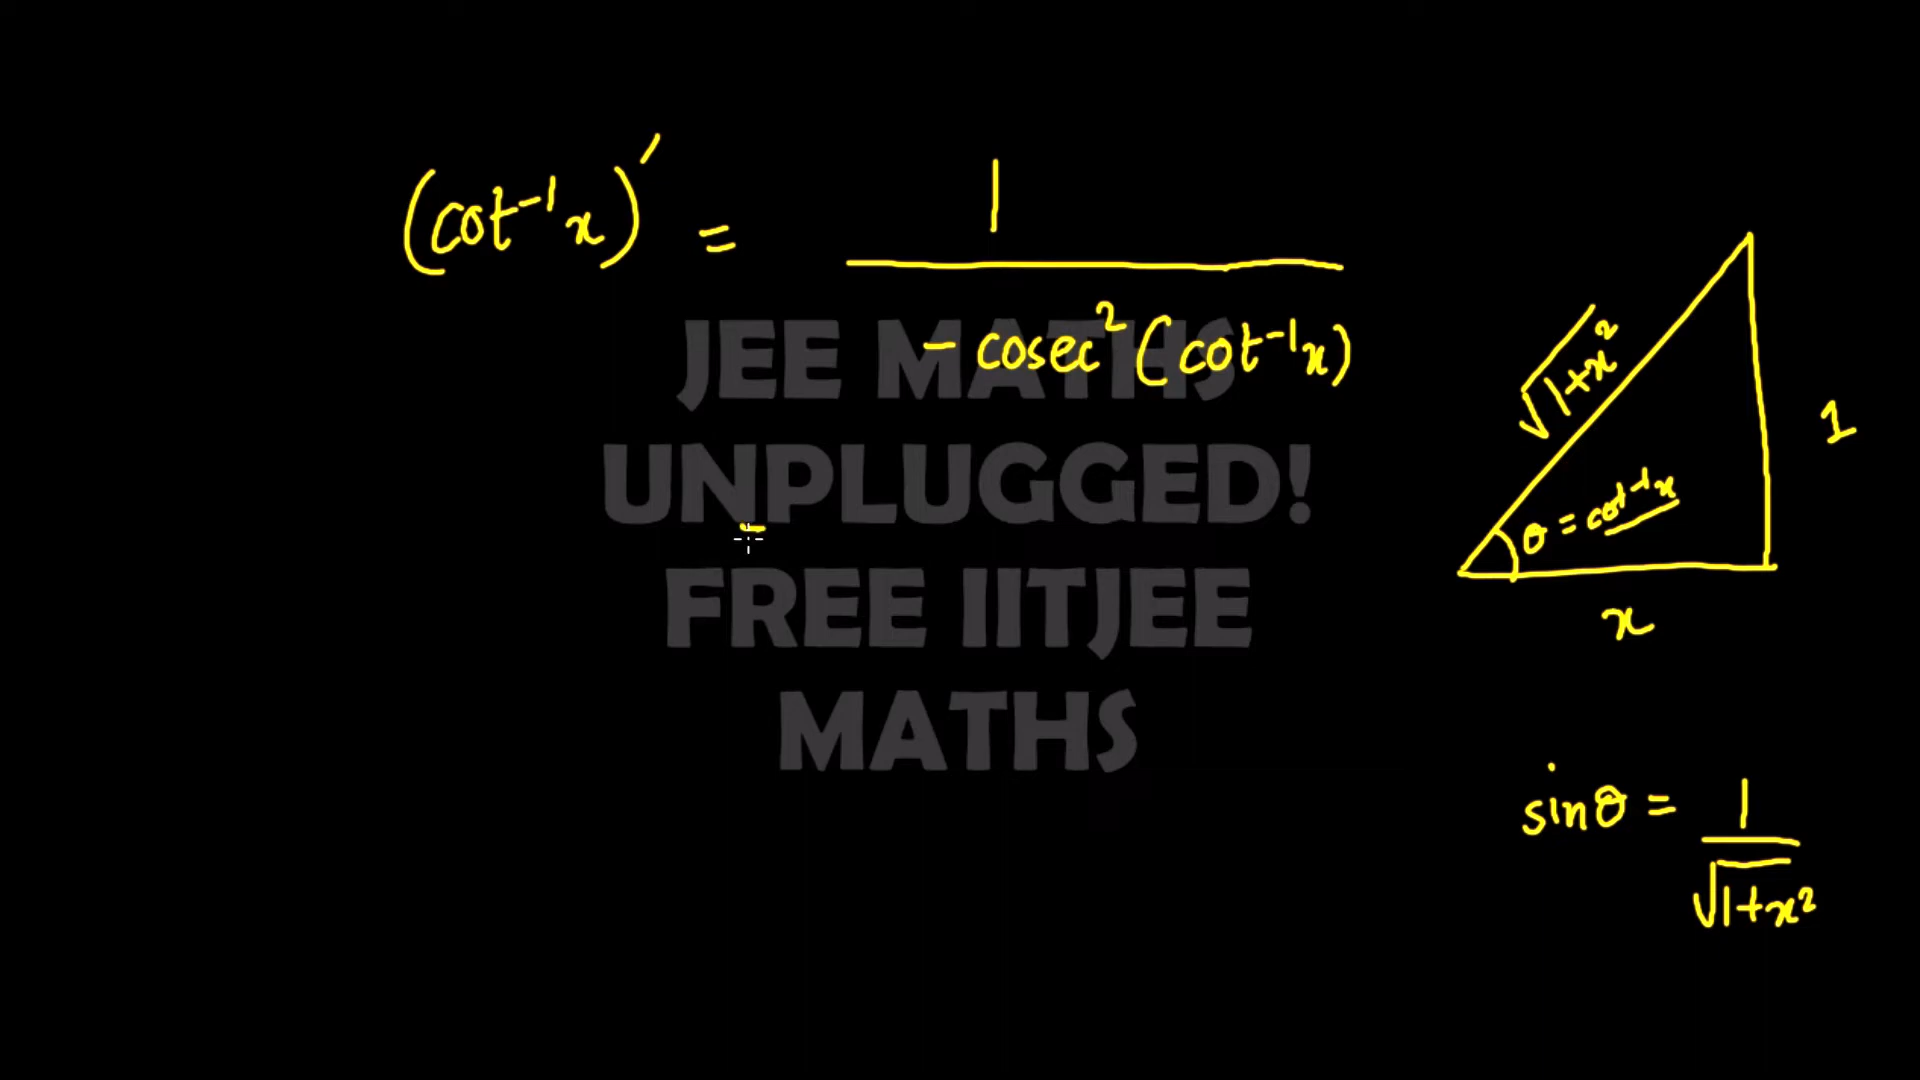 (cot⁻¹x)′ = 1
- cosec²(cot⁻¹x)
=
JEE MATHS
UNPLUGGED!
FREE IITJEE
MATHS
√1+x²
1
θ = cot⁻¹x
x
sinθ = 1
√1+x²